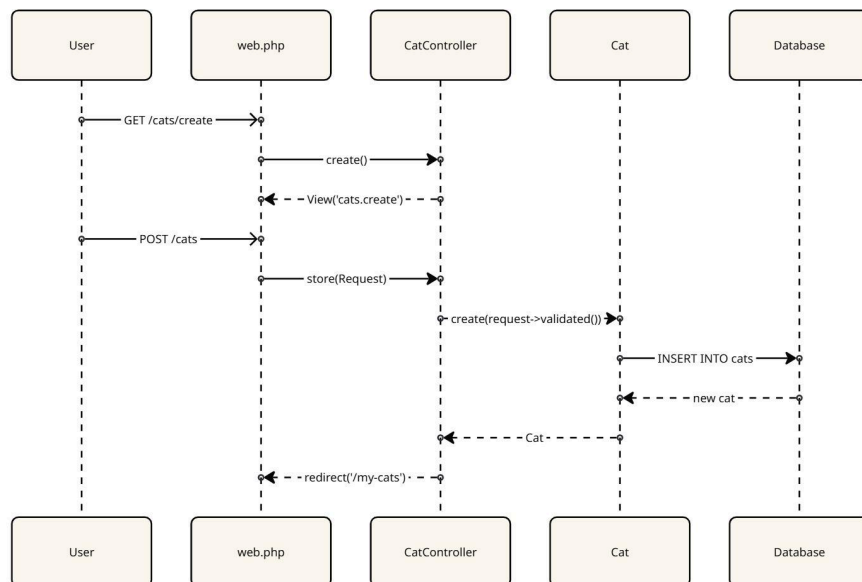 User
web.php
CatController
Cat
Database
GET /cats/create
create()
View('cats.create')
POST /cats
store(Request)
create(request->validated())
INSERT INTO cats
new cat
Cat
redirect('/my-cats')
User
web.php
CatController
Cat
Database